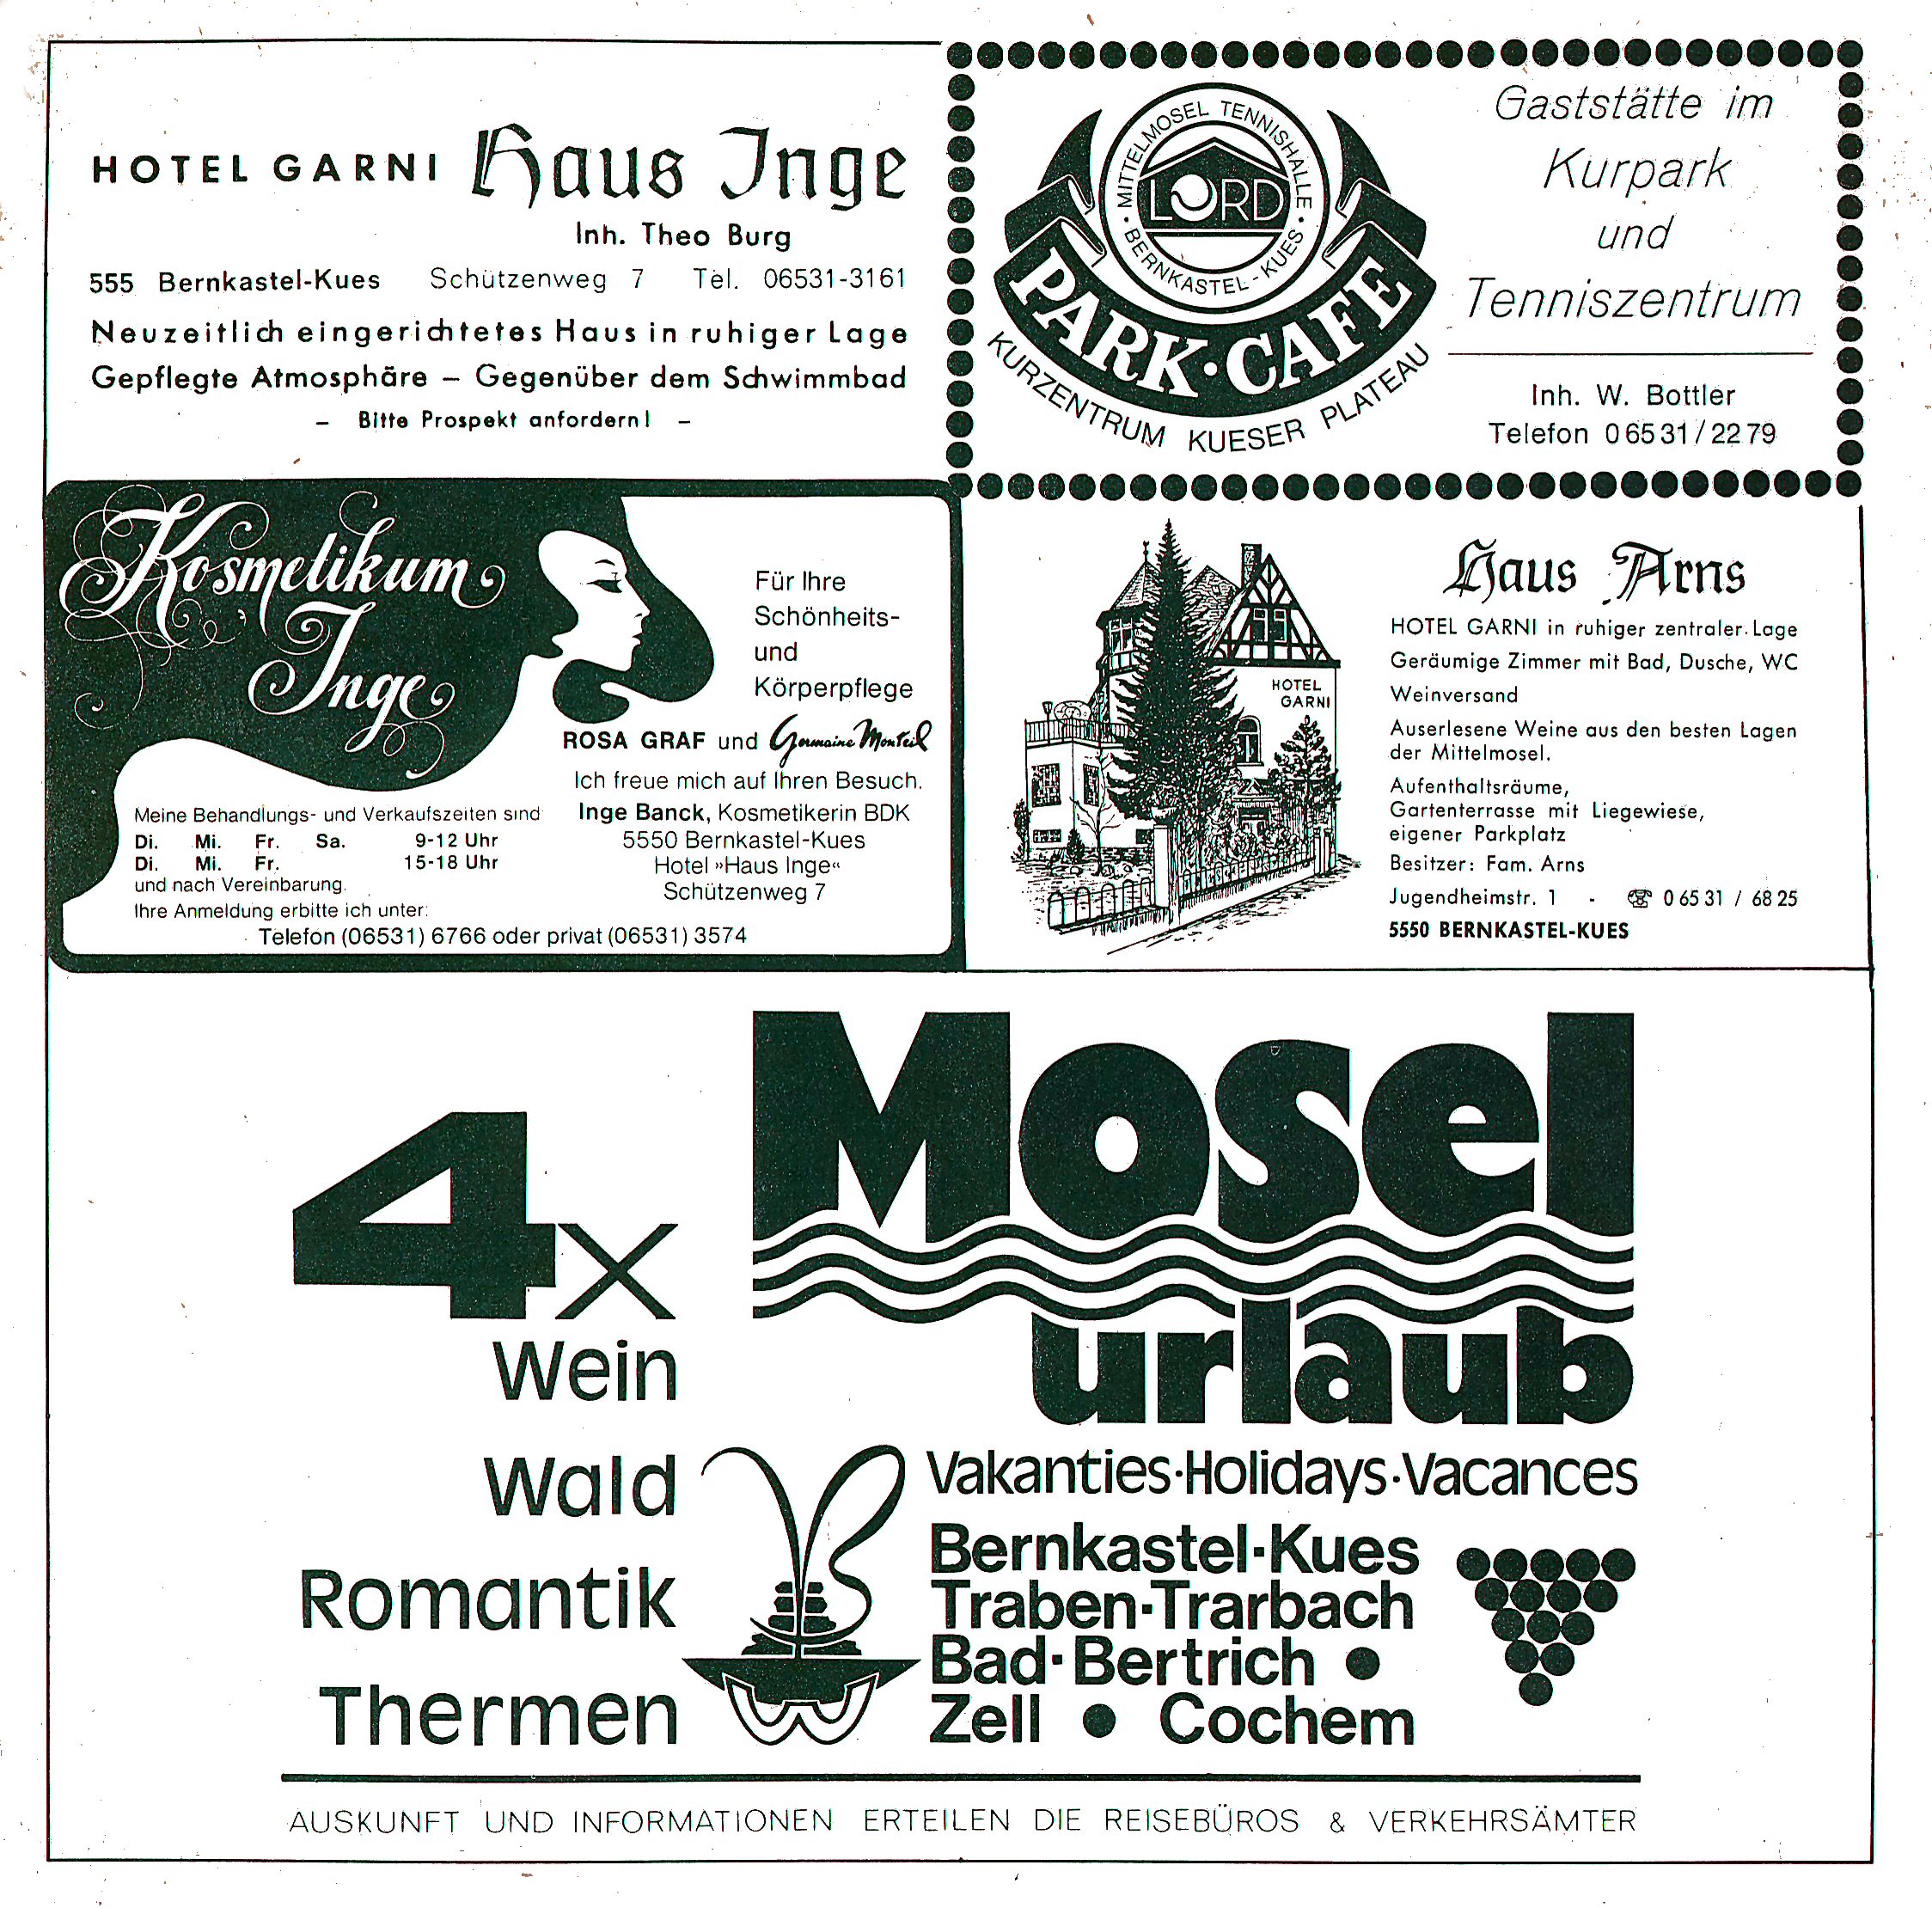 HOTEL GARNI Haus Inge
Inh. Theo Burg
555 Bernkastel-Kues Schützenweg 7 Tel. 06531-3161
Neuzeitlich eingerichtetes Haus in ruhiger Lage
Gepflegte Atmosphäre – Gegenüber dem Schwimmbad
– Bitte Prospekt anfordern! –
• MITTELMOSEL TENNISHALLE •
LORD
BERNKASTEL-KUES
PARK·CAFE
KURZENTRUM KUESER PLATEAU
Gaststätte im
Kurpark
und
Tenniszentrum
Inh. W. Bottler
Telefon 06531/2279
Kosmetikum
Inge
Für Ihre
Schönheits-
und
Körperpflege
ROSA GRAF und Germaine Monteil
Ich freue mich auf Ihren Besuch.
Inge Banck, Kosmetikerin BDK
5550 Bernkastel-Kues
Hotel »Haus Inge«
Schützenweg 7
Meine Behandlungs- und Verkaufszeiten sind
Di. Mi. Fr. Sa. 9-12 Uhr
Di. Mi. Fr. 15-18 Uhr
und nach Vereinbarung.
Ihre Anmeldung erbitte ich unter:
Telefon (06531) 6766 oder privat (06531) 3574
HOTEL
GARNI
Haus Arns
HOTEL GARNI in ruhiger zentraler Lage
Geräumige Zimmer mit Bad, Dusche, WC
Weinversand
Auserlesene Weine aus den besten Lagen
der Mittelmosel.
Aufenthaltsräume,
Gartenterrasse mit Liegewiese,
eigener Parkplatz
Besitzer: Fam. Arns
Jugendheimstr. 1 - ☎ 0 65 31 / 68 25
5550 BERNKASTEL-KUES
4x
Wein
Wald
Romantik
Thermen
Mosel
urlaub
Vakanties·Holidays·Vacances
Bernkastel-Kues
Traben-Trarbach
Bad-Bertrich •
Zell • Cochem
AUSKUNFT UND INFORMATIONEN ERTEILEN DIE REISEBÜROS & VERKEHRSÄMTER